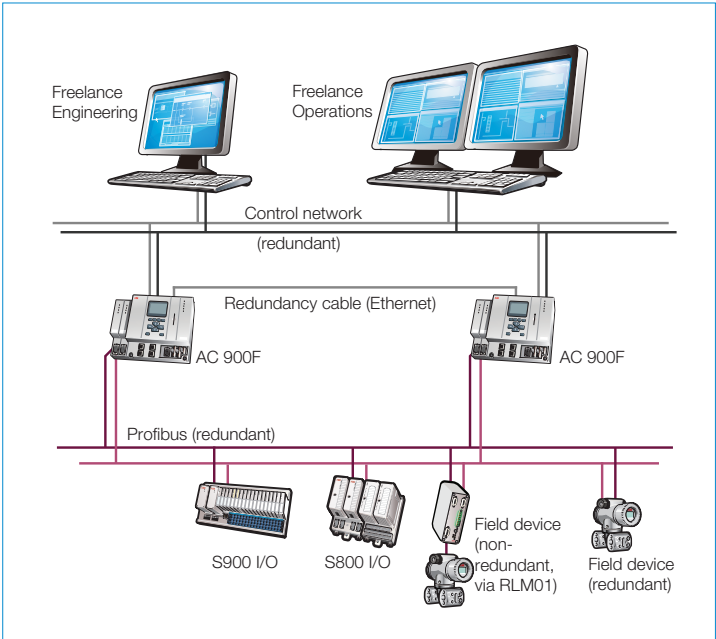 Freelance
Engineering
Freelance
Operations
Control network
(redundant)
Redundancy cable (Ethernet)
AC 900F
AC 900F
Profibus (redundant)
S900 I/O
S800 I/O
Field device
(non-
redundant,
via RLM01)
Field device
(redundant)